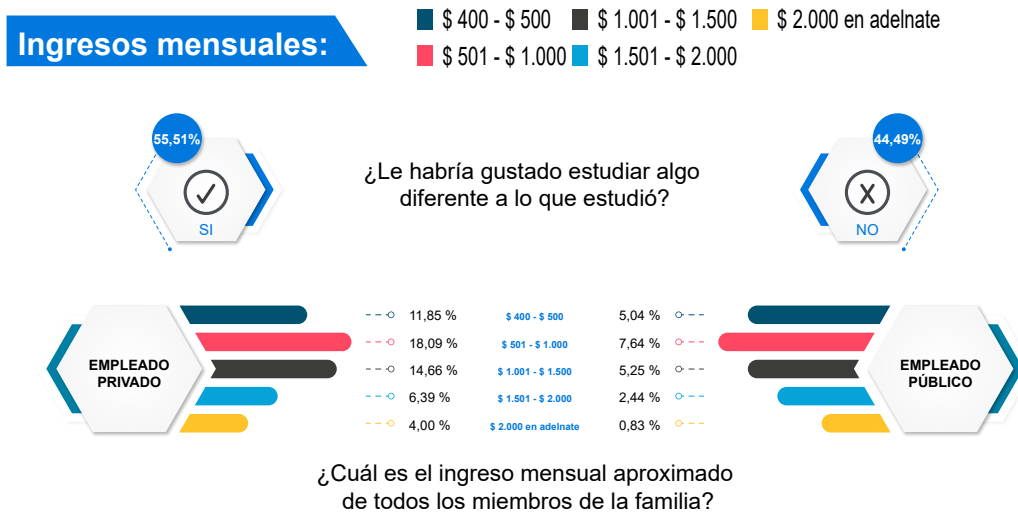 Ingresos mensuales:
$ 400 - $ 500
$ 1.001 - $ 1.500
$ 2.000 en adelnate
$ 501 - $ 1.000
$ 1.501 - $ 2.000
55,51%
SI
¿Le habría gustado estudiar algo
diferente a lo que estudió?
44,49%
NO
EMPLEADO
PRIVADO
11,85 % $ 400 - $ 500 5,04 %
18,09 % $ 501 - $ 1.000 7,64 %
14,66 % $ 1.001 - $ 1.500 5,25 %
6,39 % $ 1.501 - $ 2.000 2,44 %
4,00 % $ 2.000 en adelnate 0,83 %
EMPLEADO
PÚBLICO
¿Cuál es el ingreso mensual aproximado
de todos los miembros de la familia?